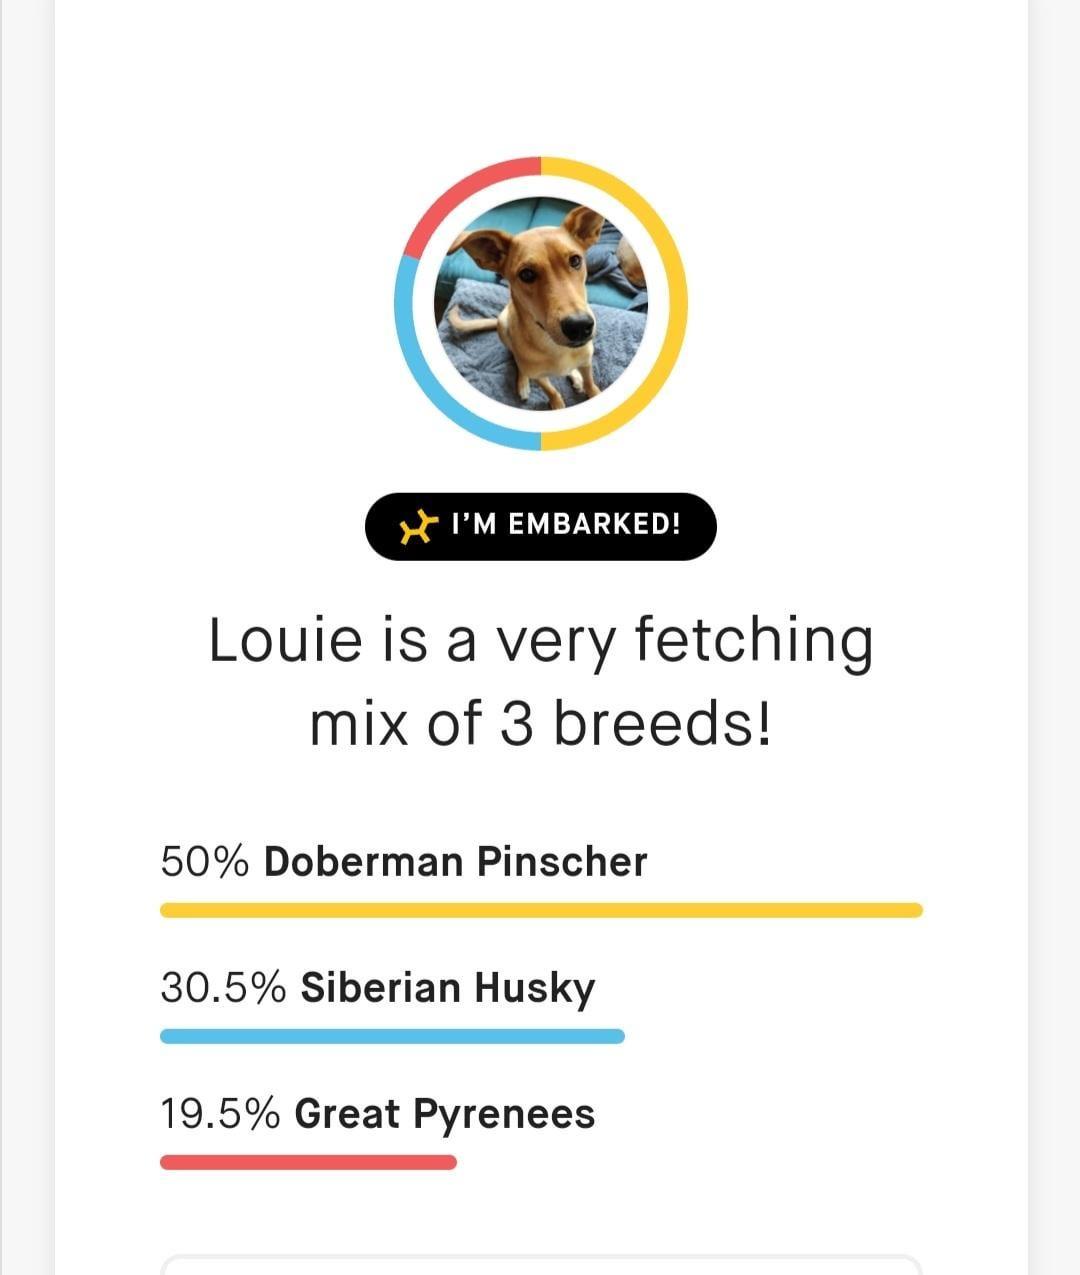 I'M EMBARKED!
Louie is a very fetching
mix of 3 breeds!
50% Doberman Pinscher
30.5% Siberian Husky
19.5% Great Pyrenees